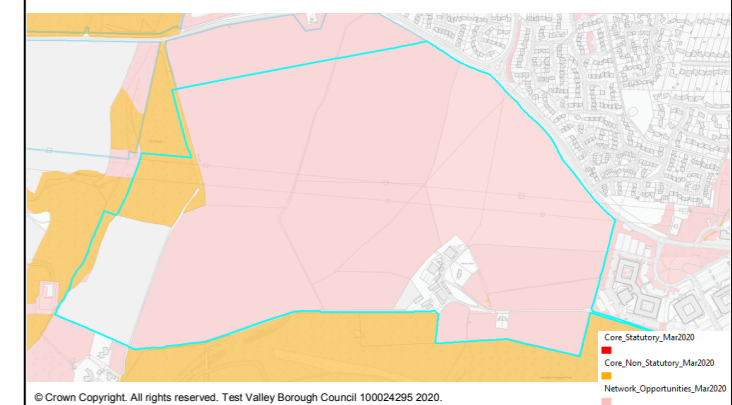 Core_Statutory_Mar2020
Core_Non_Statutory_Mar2020
Network_Opportunities_Mar2020
© Crown Copyright. All rights reserved. Test Valley Borough Council 100024295 2020.